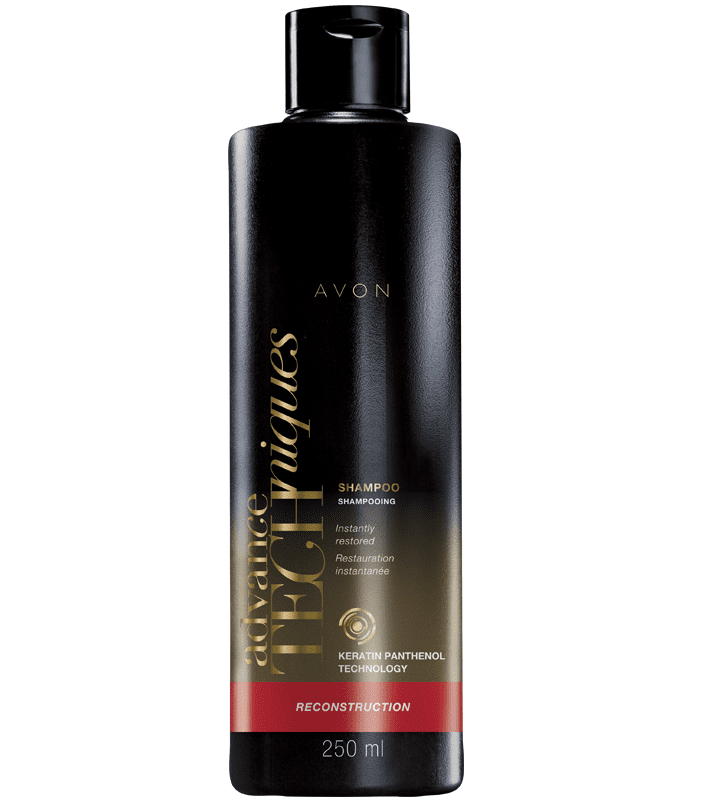 AVON
advance
TECHniques
SHAMPOO
SHAMPOOING
Instantly
restored
Restauration
instantanée
KERATIN PANTHENOL
TECHNOLOGY
RECONSTRUCTION
250 ml